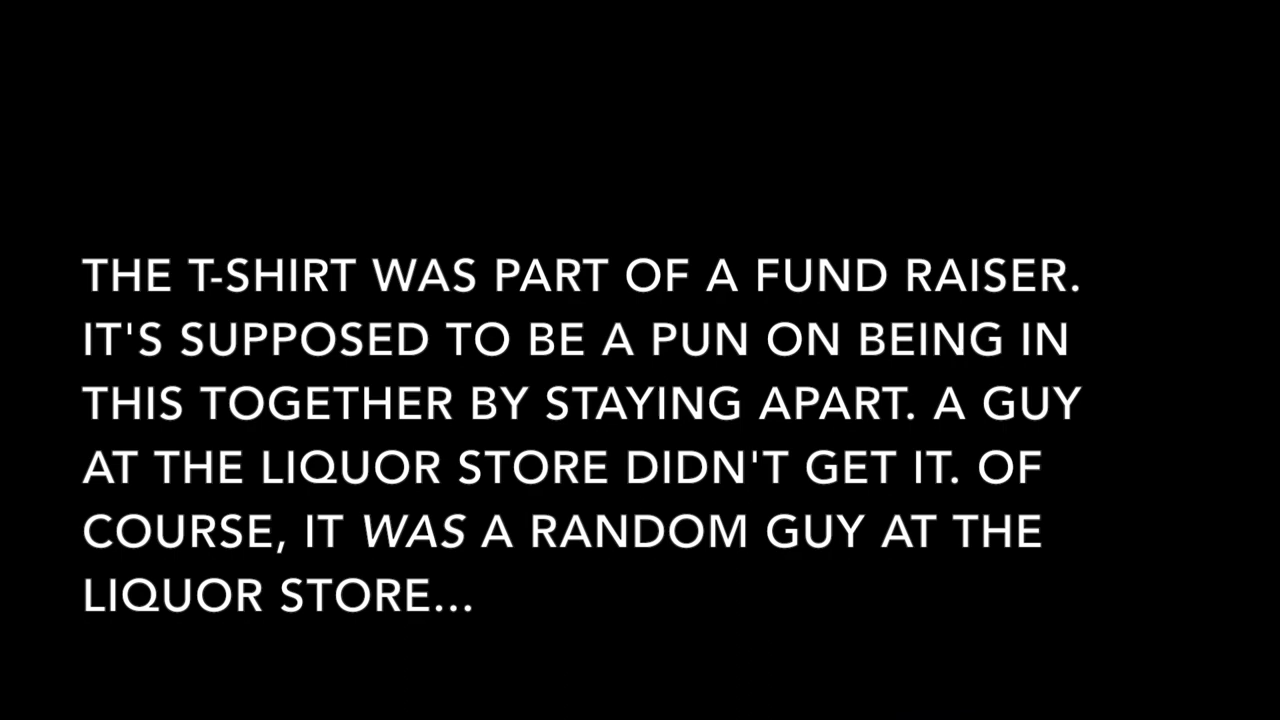 THE T-SHIRT WAS PART OF A FUND RAISER.
IT'S SUPPOSED TO BE A PUN ON BEING IN
THIS TOGETHER BY STAYING APART. A GUY
AT THE LIQUOR STORE DIDN'T GET IT. OF
COURSE, IT WAS A RANDOM GUY AT THE
LIQUOR STORE...